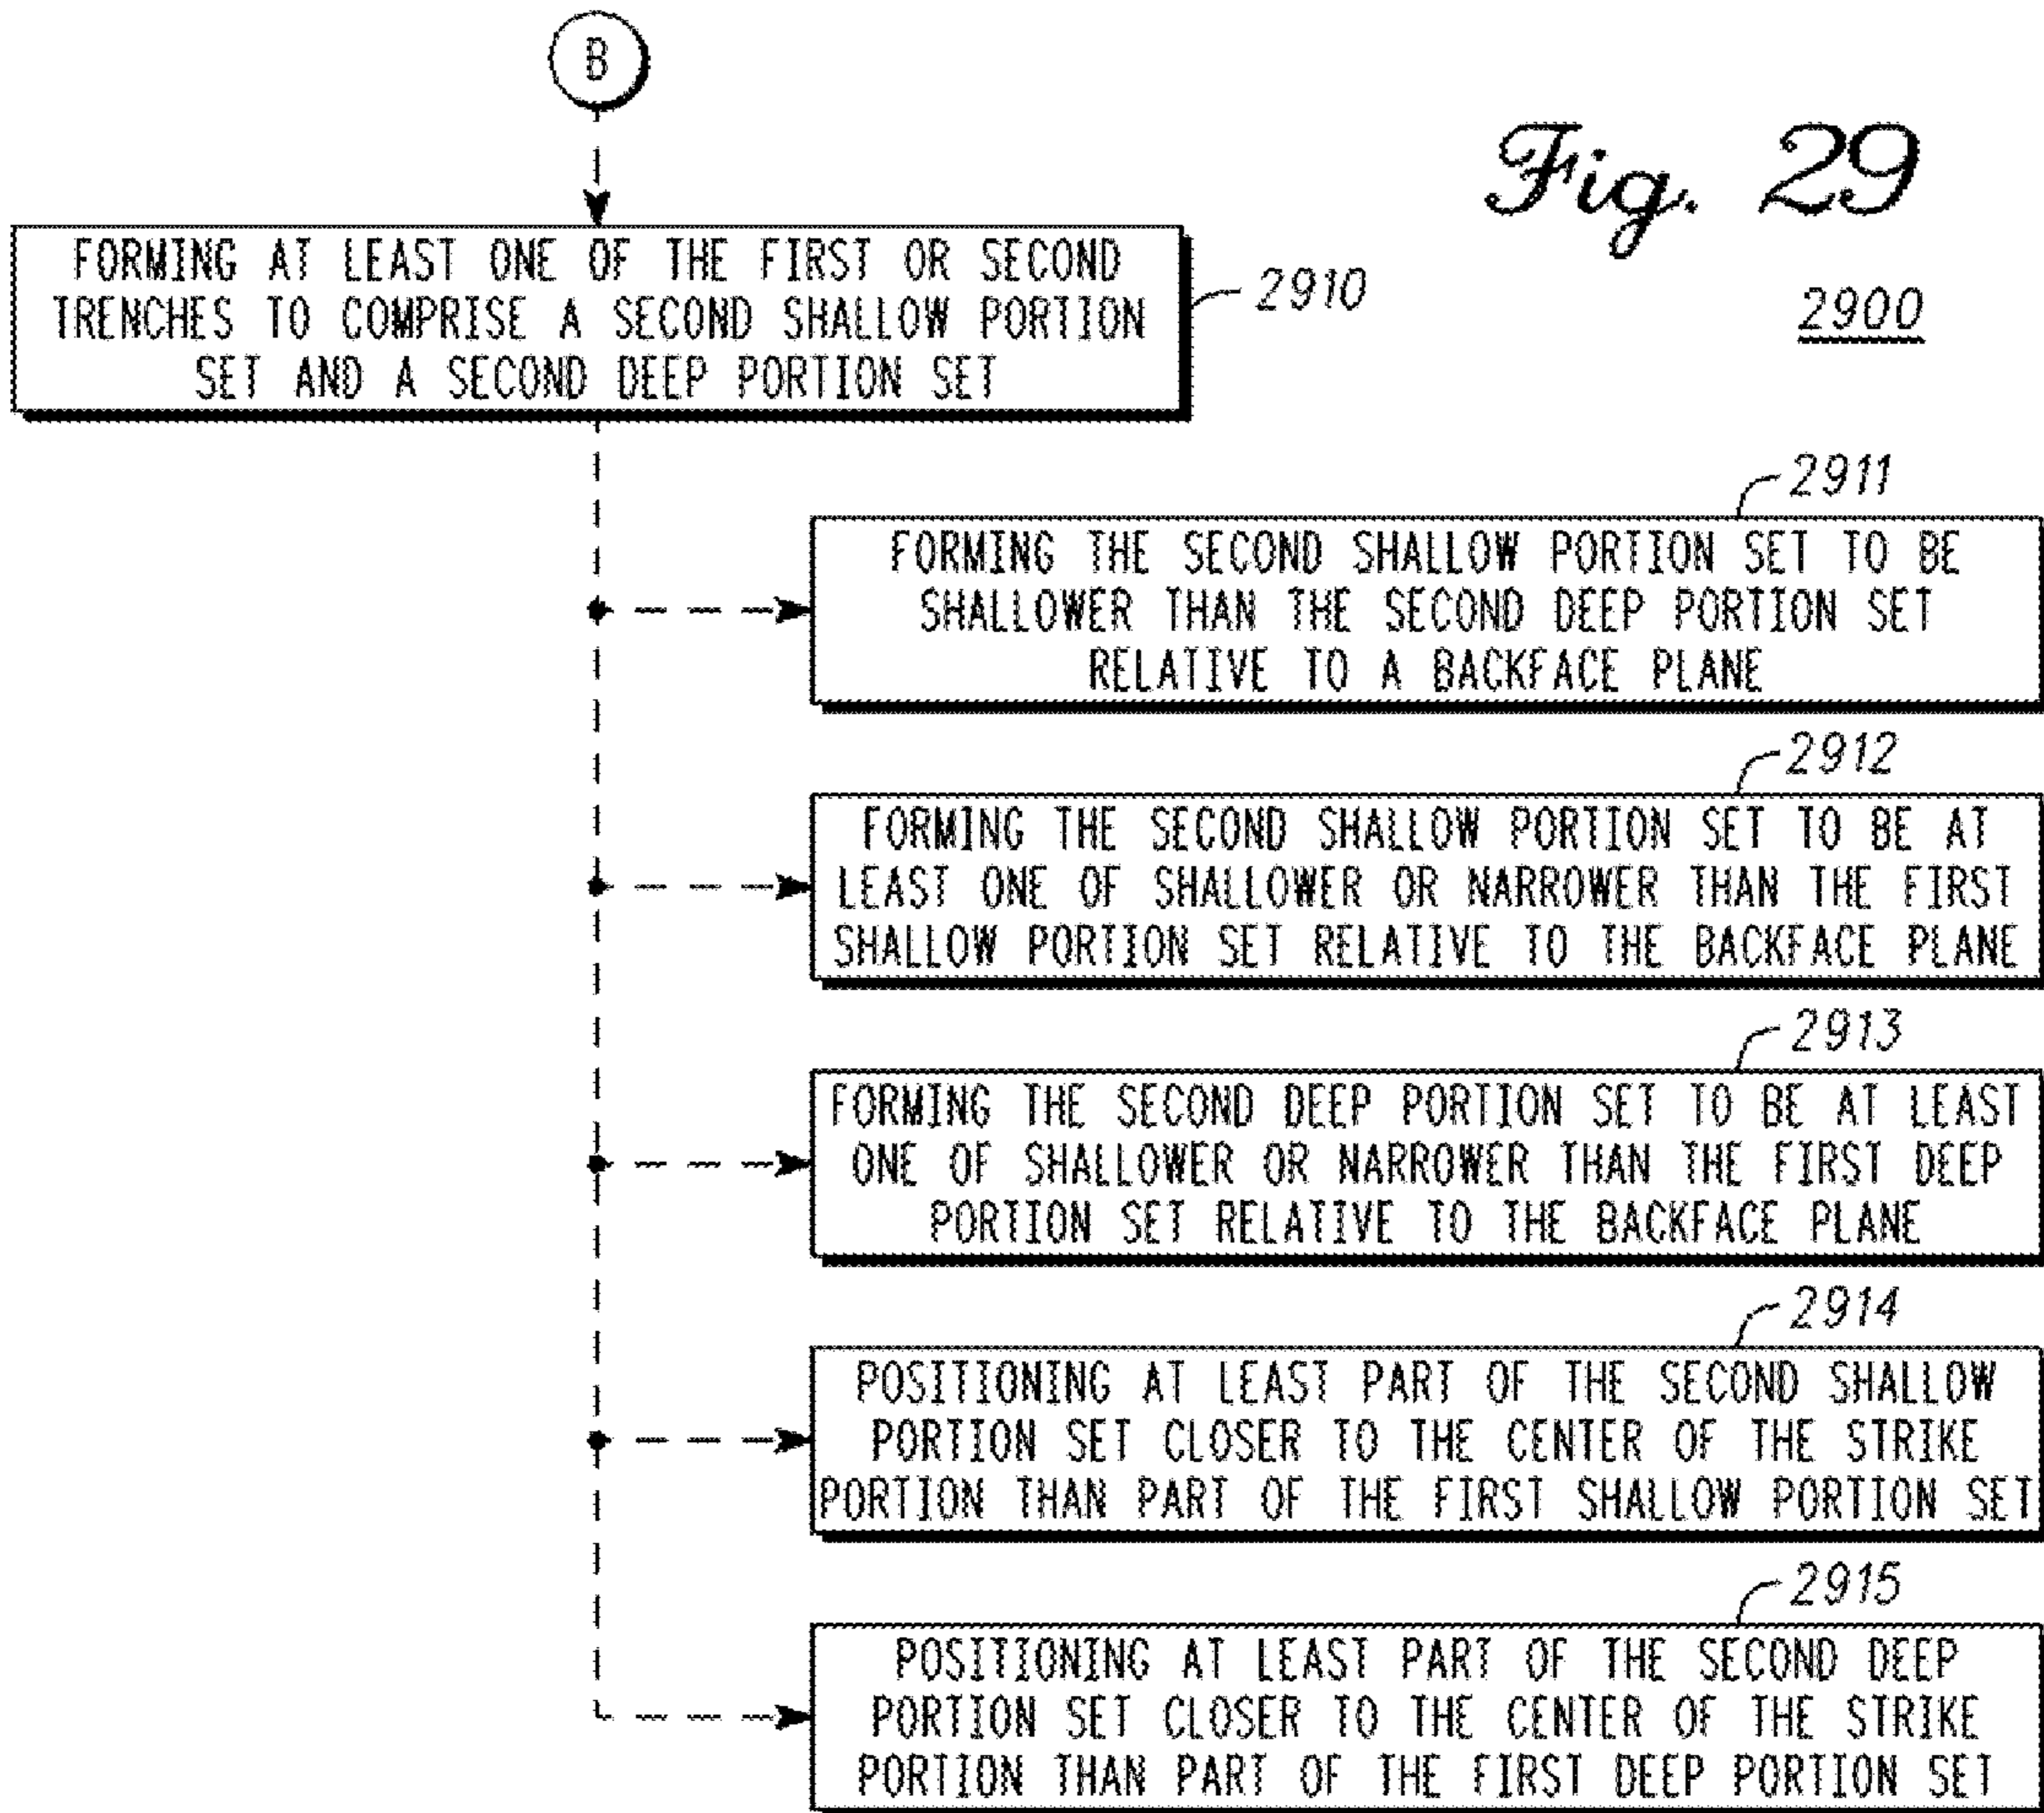 B
Fig. 29
2900
FORMING AT LEAST ONE OF THE FIRST OR SECOND
TRENCHES TO COMPRISE A SECOND SHALLOW PORTION
SET AND A SECOND DEEP PORTION SET
2910
2911
FORMING THE SECOND SHALLOW PORTION SET TO BE
SHALLOWER THAN THE SECOND DEEP PORTION SET
RELATIVE TO A BACKFACE PLANE
2912
FORMING THE SECOND SHALLOW PORTION SET TO BE AT
LEAST ONE OF SHALLOWER OR NARROWER THAN THE FIRST
SHALLOW PORTION SET RELATIVE TO THE BACKFACE PLANE
2913
FORMING THE SECOND DEEP PORTION SET TO BE AT LEAST
ONE OF SHALLOWER OR NARROWER THAN THE FIRST DEEP
PORTION SET RELATIVE TO THE BACKFACE PLANE
2914
POSITIONING AT LEAST PART OF THE SECOND SHALLOW
PORTION SET CLOSER TO THE CENTER OF THE STRIKE
PORTION THAN PART OF THE FIRST SHALLOW PORTION SET
2915
POSITIONING AT LEAST PART OF THE SECOND DEEP
PORTION SET CLOSER TO THE CENTER OF THE STRIKE
PORTION THAN PART OF THE FIRST DEEP PORTION SET